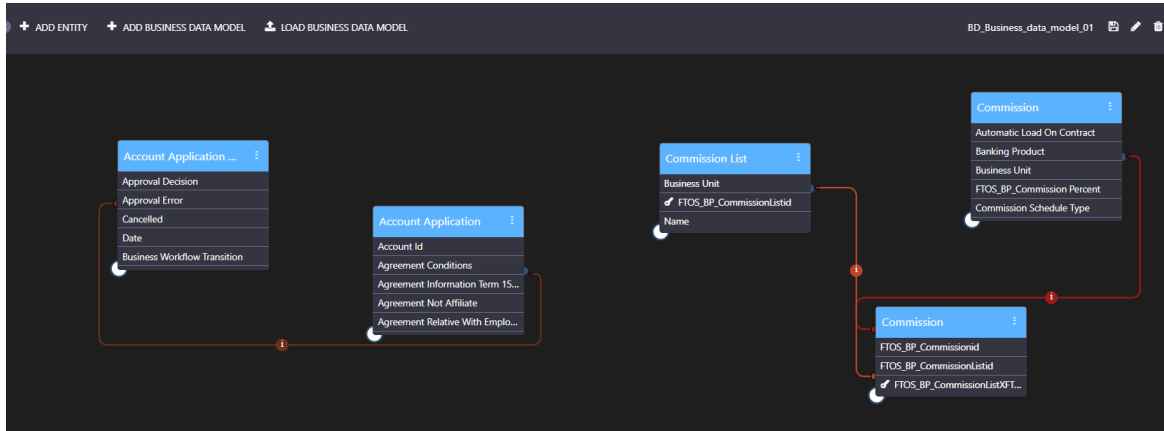 ADD ENTITY
ADD BUSINESS DATA MODEL
LOAD BUSINESS DATA MODEL
BD_Business_data_model_01
Account Application ...
Approval Decision
Approval Error
Cancelled
Date
Business Workflow Transition
Account Application
Account Id
Agreement Conditions
Agreement Information Term 15...
Agreement Not Affiliate
Agreement Relative With Emplo...
Commission List
Business Unit
FTOS_BP_CommissionListid
Name
Commission
Automatic Load On Contract
Banking Product
Business Unit
FTOS_BP_Commission Percent
Commission Schedule Type
Commission
FTOS_BP_Commissionid
FTOS_BP_CommissionListid
FTOS_BP_CommissionListXFT...